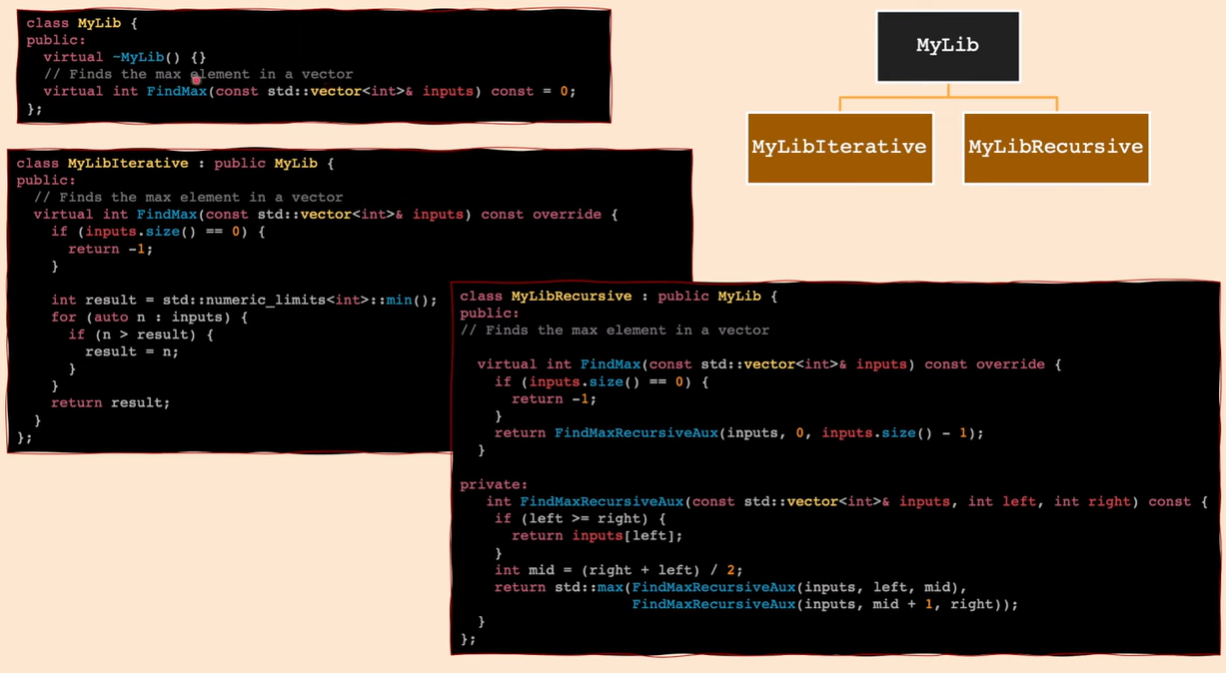 class MyLib {
public:
  virtual ~MyLib() {}
  // Finds the max element in a vector
  virtual int FindMax(const std::vector<int>& inputs) const = 0;
};
MyLib
MyLibIterative
MyLibRecursive
class MyLibIterative : public MyLib {
public:
  // Finds the max element in a vector
  virtual int FindMax(const std::vector<int>& inputs) const override {
    if (inputs.size() == 0) {
      return -1;
    }
    int result = std::numeric_limits<int>::min();
    for (auto n : inputs) {
      if (n > result) {
        result = n;
      }
    }
    return result;
  }
};
class MyLibRecursive : public MyLib {
public:
// Finds the max element in a vector
  virtual int FindMax(const std::vector<int>& inputs) const override {
    if (inputs.size() == 0) {
      return -1;
    }
    return FindMaxRecursiveAux(inputs, 0, inputs.size() - 1);
  }
private:
   int FindMaxRecursiveAux(const std::vector<int>& inputs, int left, int right) const {
    if (left >= right) {
      return inputs[left];
    }
    int mid = (right + left) / 2;
    return std::max(FindMaxRecursiveAux(inputs, left, mid),
                    FindMaxRecursiveAux(inputs, mid + 1, right));
  }
};